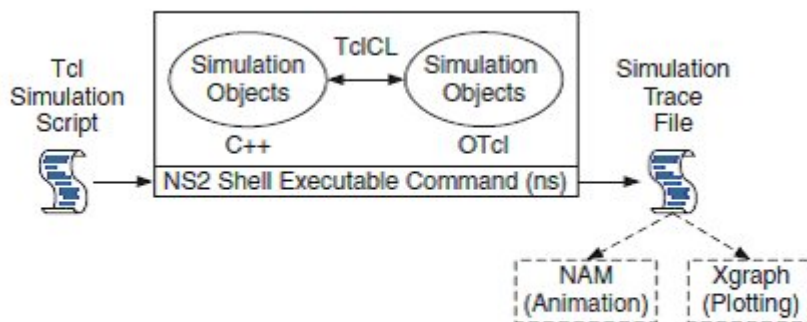 Tcl
Simulation
Script
TclCL
Simulation
Objects
C++
Simulation
Objects
OTcl
NS2 Shell Executable Command (ns)
Simulation
Trace
File
NAM
(Animation)
Xgraph
(Plotting)